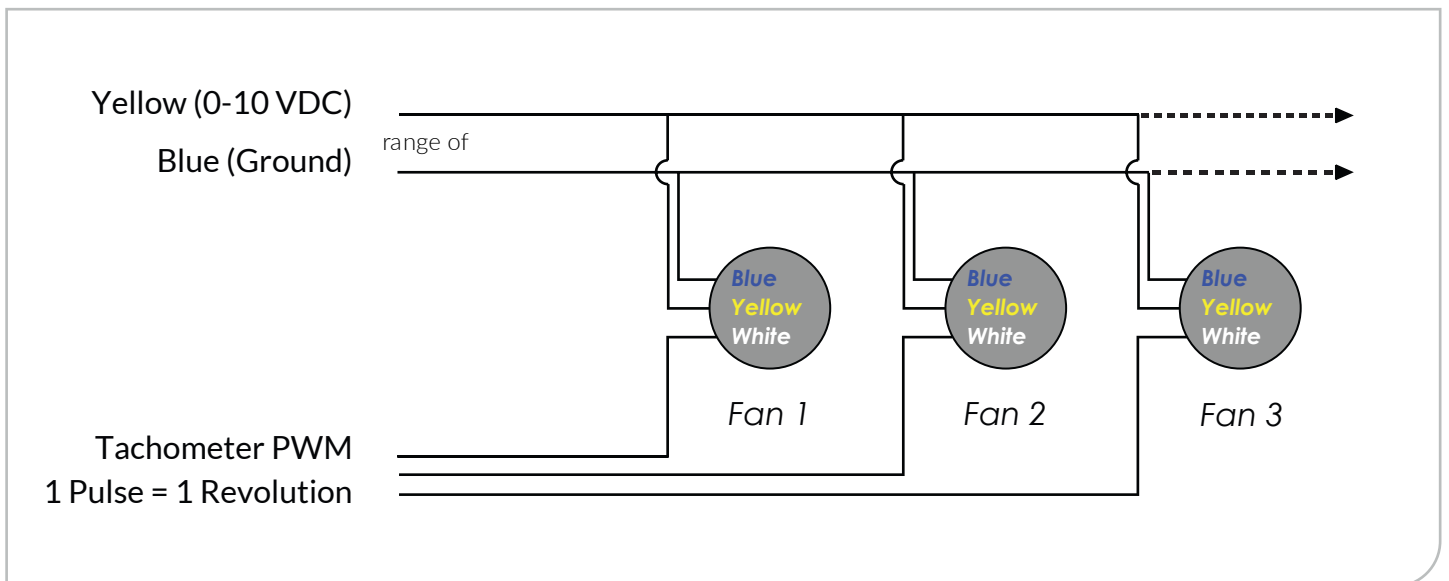 Yellow (0-10 VDC)
range of
Blue (Ground)
Blue
Yellow
White
Fan 1
Blue
Yellow
White
Fan 2
Blue
Yellow
White
Fan 3
Tachometer PWM
1 Pulse = 1 Revolution